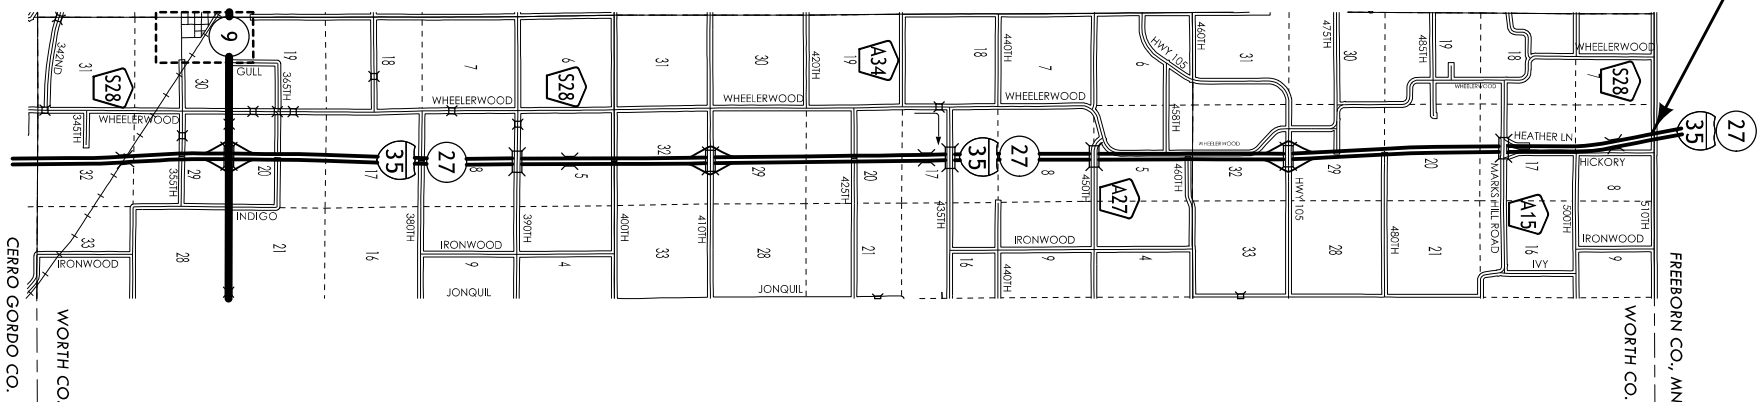 342ND
31
S28
WHEELERWOOD
345TH
32
33
IRONWOOD
CERRO GORDO CO.
WORTH CO.
9
19
GULL
365TH
30
355TH
29
20
INDIGO
28
21
18
7
6
S28
WHEELERWOOD
35
27
17
8
5
32
16
380TH
390TH
IRONWOOD
9
4
JONQUIL
400TH
31
30
420TH
19
A34
WHEELERWOOD
29
20
425TH
17
410TH
33
28
21
JONQUIL
18
440TH
7
6
HWY 105
WHEELERWOOD
35
27
8
450TH
5
A27
435TH
IRONWOOD
16
440TH
9
4
460TH
31
475TH
30
485TH
19
18
458TH
WHEELERWOOD
WHEELERWOOD
460TH
32
HWY 105
29
20
33
28
480TH
21
MARKS HILL ROAD
WHEELERWOOD
7
S28
HEATHER LN
HICKORY
17
8
A15
500TH
510TH
16
IRONWOOD
IVY
9
35
27
FREEBORN CO., MN
WORTH CO.